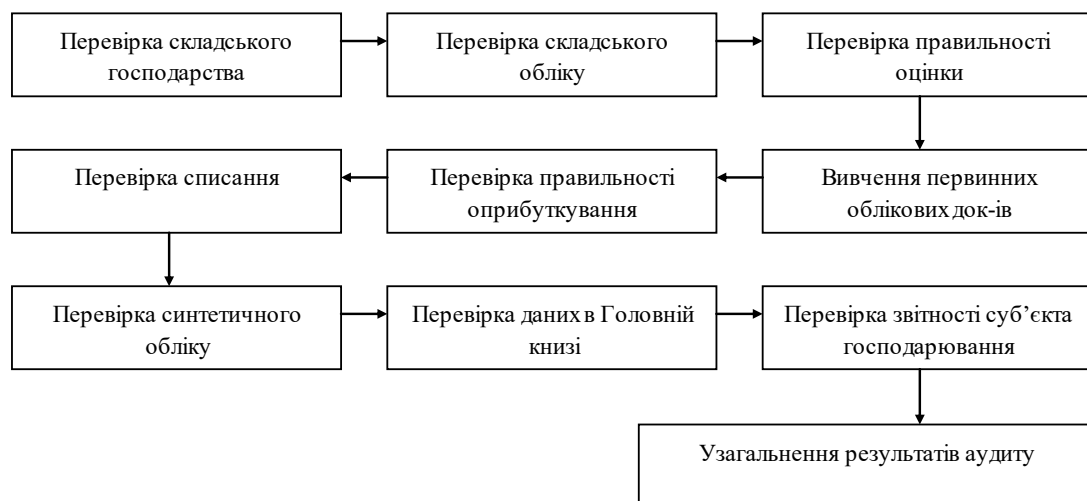 Перевірка складського
господарства
Перевірка складського
обліку
Перевірка правильності
оцінки
Вивчення первинних
облікових док-ів
Перевірка правильності
оприбуткування
Перевірка списання
Перевірка синтетичного
обліку
Перевірка даних в Головній
книзі
Перевірка звітності суб’єкта
господарювання
Узагальнення результатів аудиту